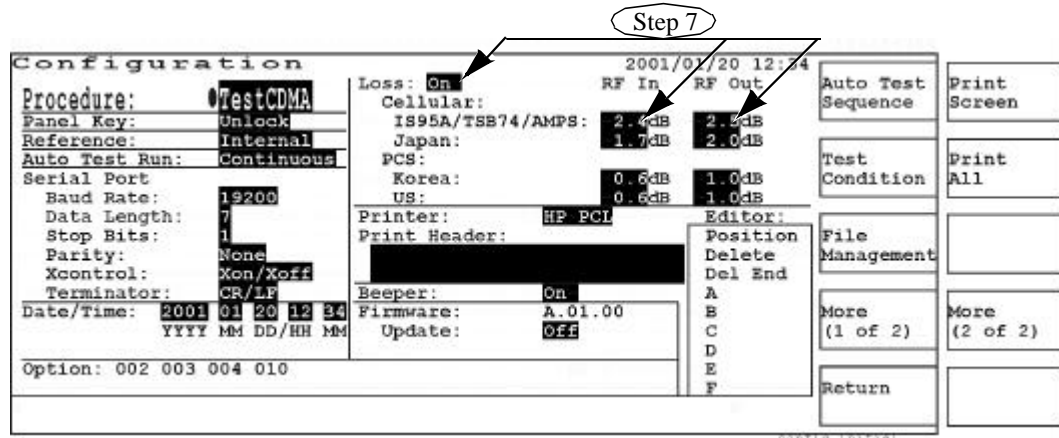 Step 7
Configuration
2001/01/20 12:34
Procedure: TestCDMA
Panel Key: Unlock
Reference: Internal
Auto Test Run: Continuous
Serial Port
Baud Rate: 19200
Data Length: 7
Stop Bits: 1
Parity: None
Xcontrol: Xon/Xoff
Terminator: CR/LF
Date/Time: 2001 01 20 12 34
YYYY MM DD/HH MM
Option: 002 003 004 010
Loss: On RF In RF Out
Cellular:
IS95A/TSB74/AMPS: 2.4dB
Japan: 1.7dB 2.0dB
PCS:
Korea: 0.6dB 1.0dB
US: 0.6dB 1.0dB
Printer: HP PCL
Print Header:
Beeper: On
Firmware: A.01.00
Update: Off
Editor:
Position
Delete
Del End
A
B
C
D
E
F
Auto Test
Sequence
Test
Condition
File
Management
More
(1 of 2)
Return
Print
Screen
Print
All
More
(2 of 2)